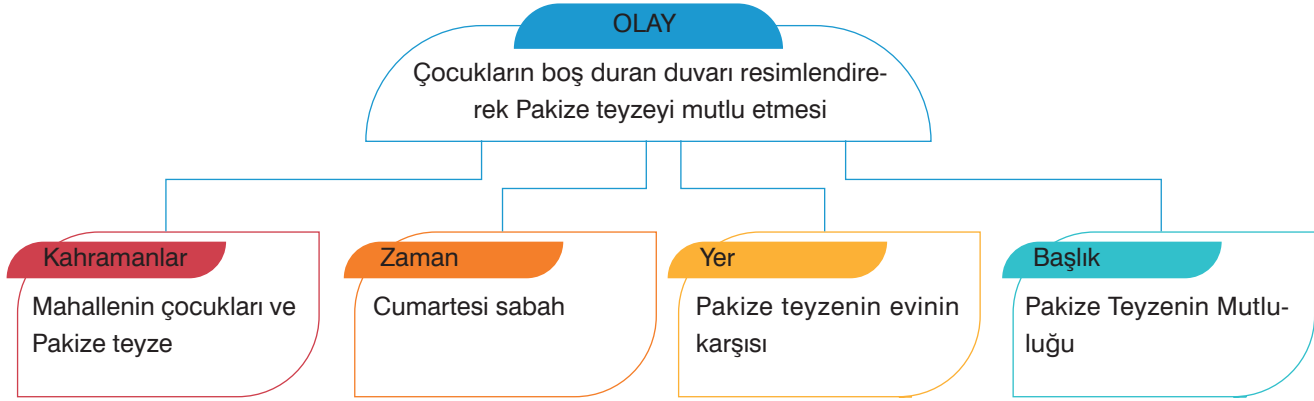 OLAY
Çocukların boş duran duvarı resimlendire-
rek Pakize teyzeyi mutlu etmesi
Kahramanlar
Mahallenin çocukları ve
Pakize teyze
Zaman
Cumartesi sabah
Yer
Pakize teyzenin evinin
karşısı
Başlık
Pakize Teyzenin Mutlu-
luğu